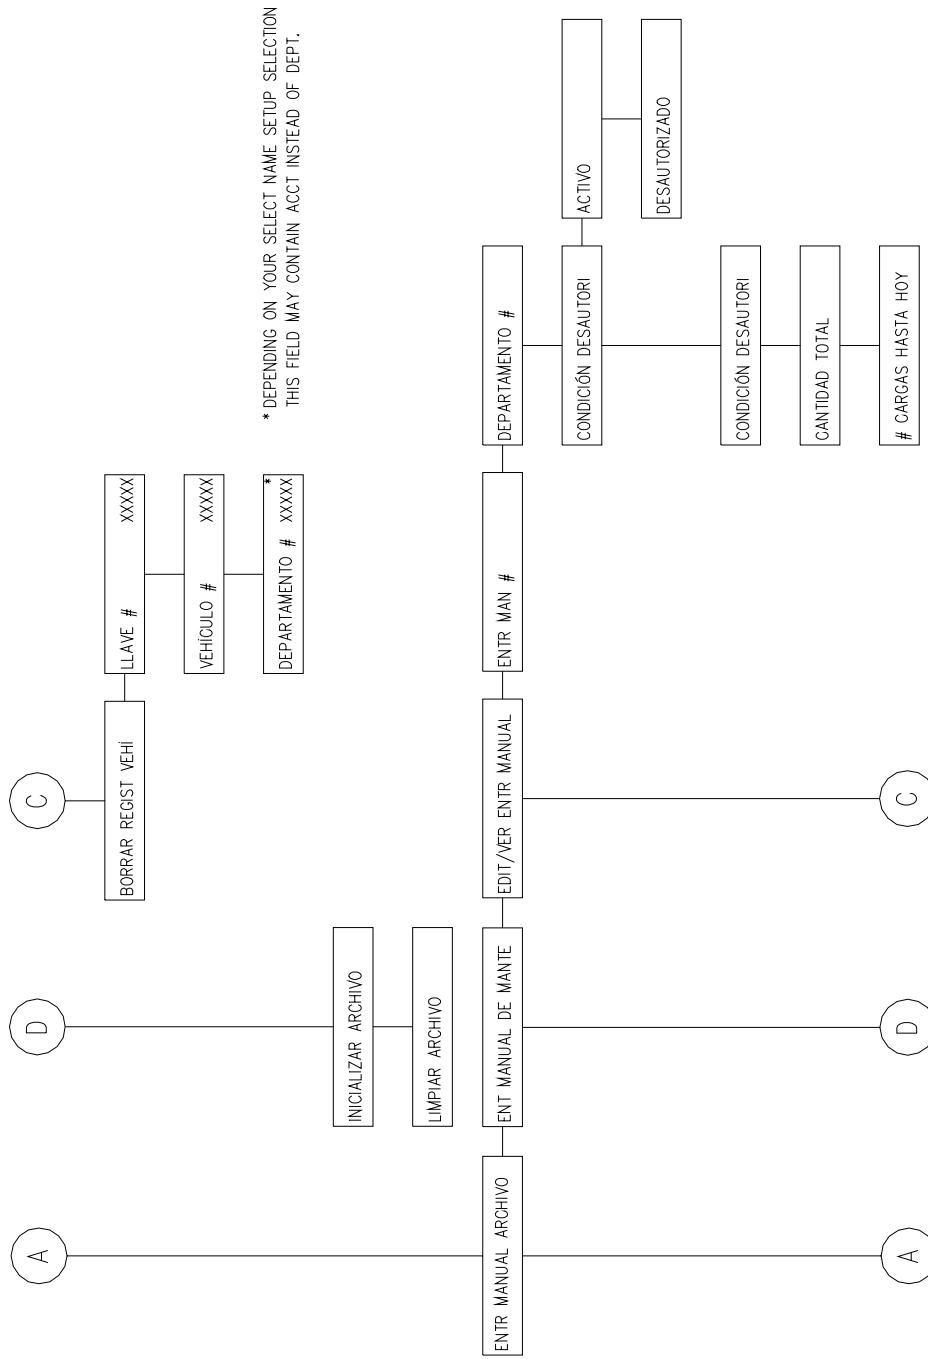 A
D
C
BORRAR REGIST VEHÍ
LLAVE # XXXXX
VEHÍCULO # XXXXX
DEPARTAMENTO # XXXXX *
* DEPENDING ON YOUR SELECT NAME SETUP SELECTION
THIS FIELD MAY CONTAIN ACCT INSTEAD OF DEPT.
INICIALIZAR ARCHIVO
LIMPIAR ARCHIVO
ENTR MANUAL ARCHIVO
ENT MANUAL DE MANTE
EDIT/VER ENTR MANUAL
ENTR MAN #
DEPARTAMENTO #
CONDICIÓN DESAUTORI
ACTIVO
DESAUTORIZADO
CONDICIÓN DESAUTORI
CANTIDAD TOTAL
# CARGAS HASTA HOY
A
D
C